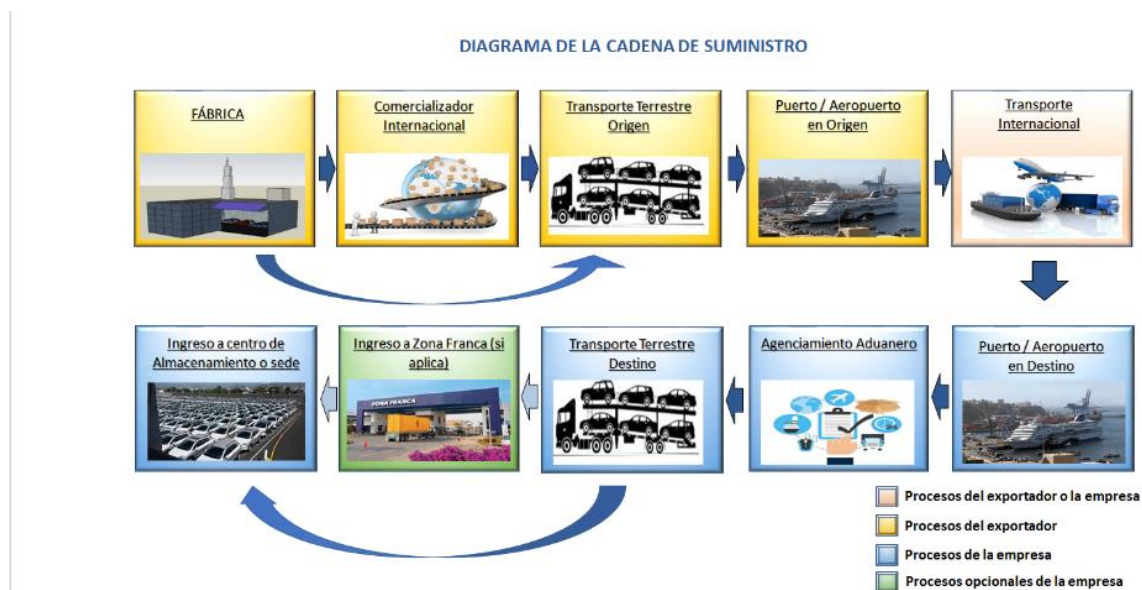 DIAGRAMA DE LA CADENA DE SUMINISTRO
FÁBRICA
Comercializador
Internacional
Transporte Terrestre
Origen
Puerto / Aeropuerto
en Origen
Transporte
Internacional
Ingreso a centro de
Almacenamiento o sede
Ingreso a Zona Franca (si
aplica)
ZONA FRANCA
Transporte Terrestre
Destino
Agenciamiento Aduanero
Puerto / Aeropuerto
en Destino
Procesos del exportador o la empresa
Procesos del exportador
Procesos de la empresa
Procesos opcionales de la empresa